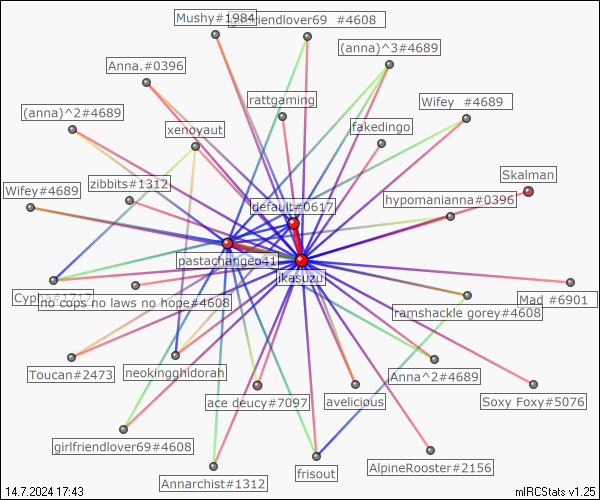 Mushy#1984
girlfriendlover69 #4608
(anna)^3#4689
Anna.#0396
rattgaming
Wifey #4689
(anna)^2#4689
xenoyaut
fakedingo
Skalman
zibbits#1312
Wifey#4689
hypomanianna#0396
default#0617
pastachangeo41
ikasuzu
Cypha#1717
no cops no laws no hope#4608
Mad #6901
ramshackle gorey#4608
Toucan#2473
neokingghidorah
Anna^2#4689
ace deucy#7097
avelicious
Soxy Foxy#5076
girlfriendlover69#4608
Annarchist#1312
frisout
AlpineRooster#2156
14.7.2024 17:43
mIRCStats v1.25